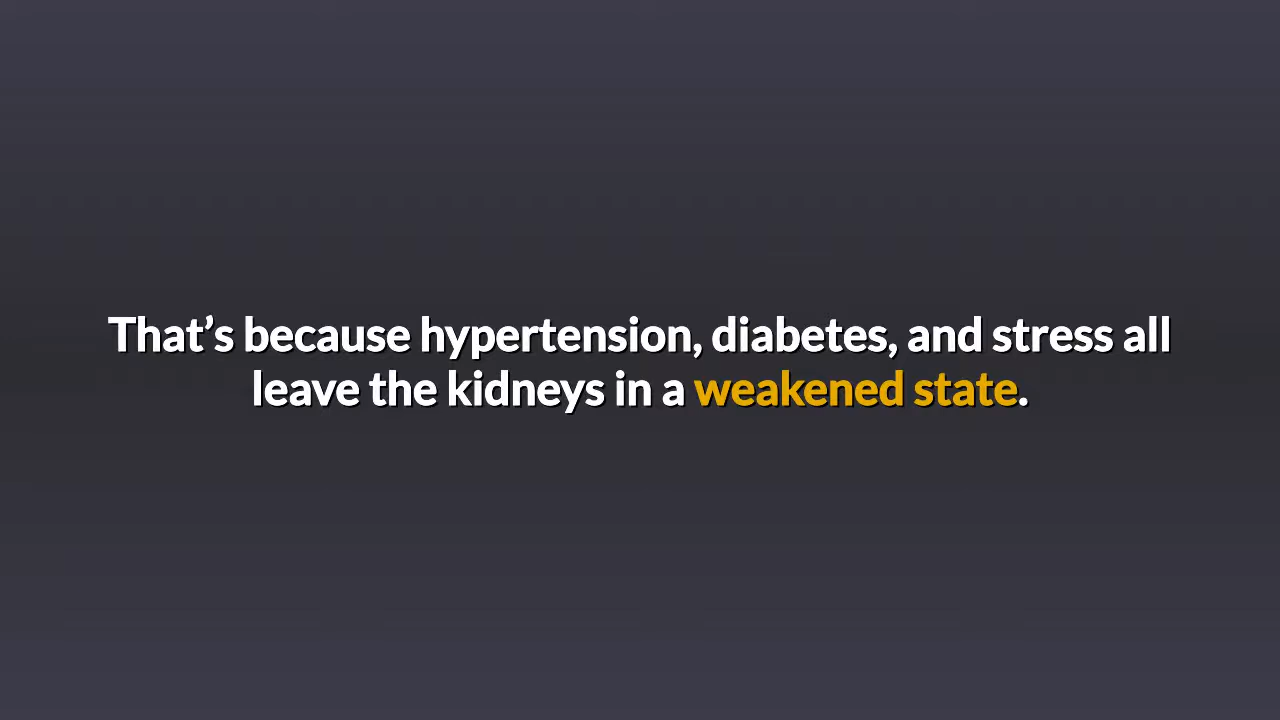 That’s because hypertension, diabetes, and stress all
leave the kidneys in a weakened state.